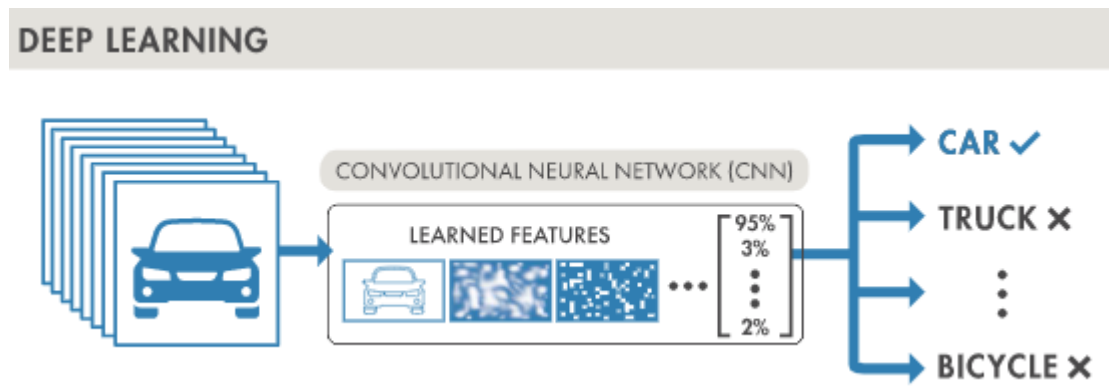 DEEP LEARNING
CONVOLUTIONAL NEURAL NETWORK (CNN)
LEARNED FEATURES
95%
3%
2%
CAR ✓
TRUCK ✕
BICYCLE ✕